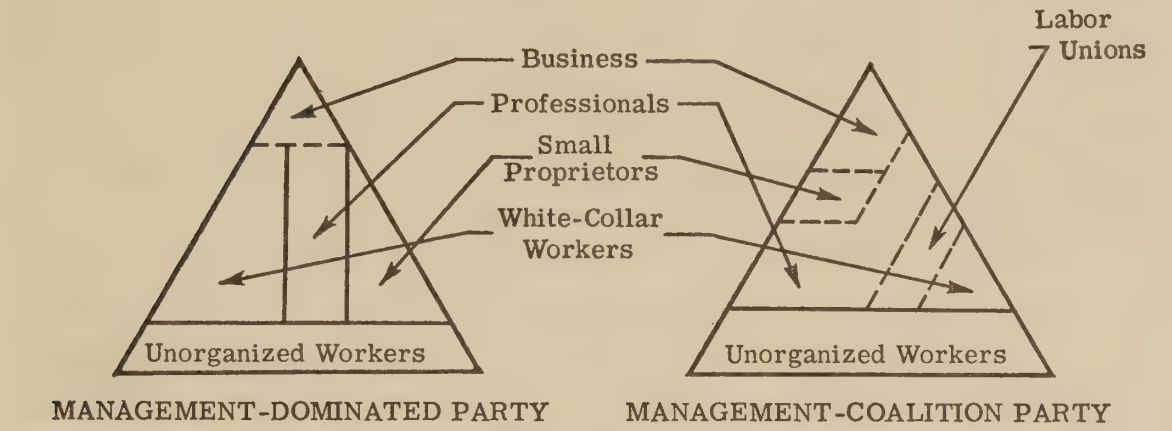 Labor
Unions
Business
Professionals
Small
Proprietors
White-Collar
Workers
Unorganized Workers
Unorganized Workers
MANAGEMENT-DOMINATED PARTY
MANAGEMENT-COALITION PARTY